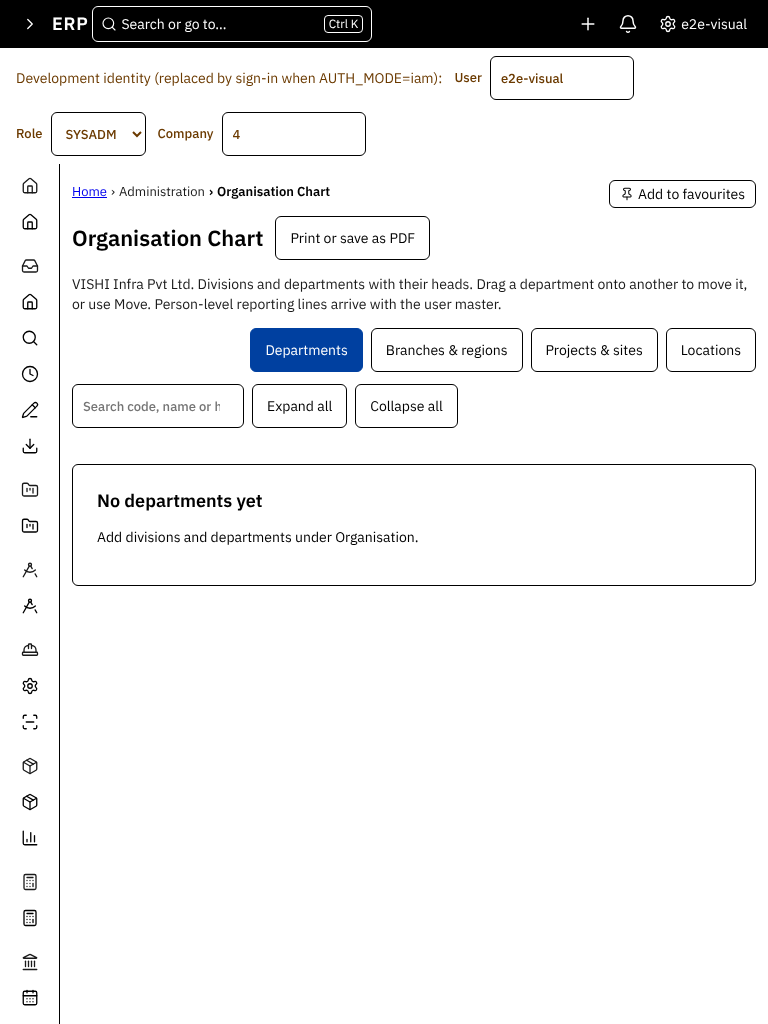 ERP Search or go to... Ctrl K e2e-visual
Development identity (replaced by sign-in when AUTH_MODE=iam): User e2e-visual
Role SYSADM Company 4
Home › Administration › Organisation Chart Add to favourites
Organisation Chart Print or save as PDF
VISHI Infra Pvt Ltd. Divisions and departments with their heads. Drag a department onto another to move it,
or use Move. Person-level reporting lines arrive with the user master.
Departments Branches & regions Projects & sites Locations
Search code, name or h Expand all Collapse all
No departments yet
Add divisions and departments under Organisation.